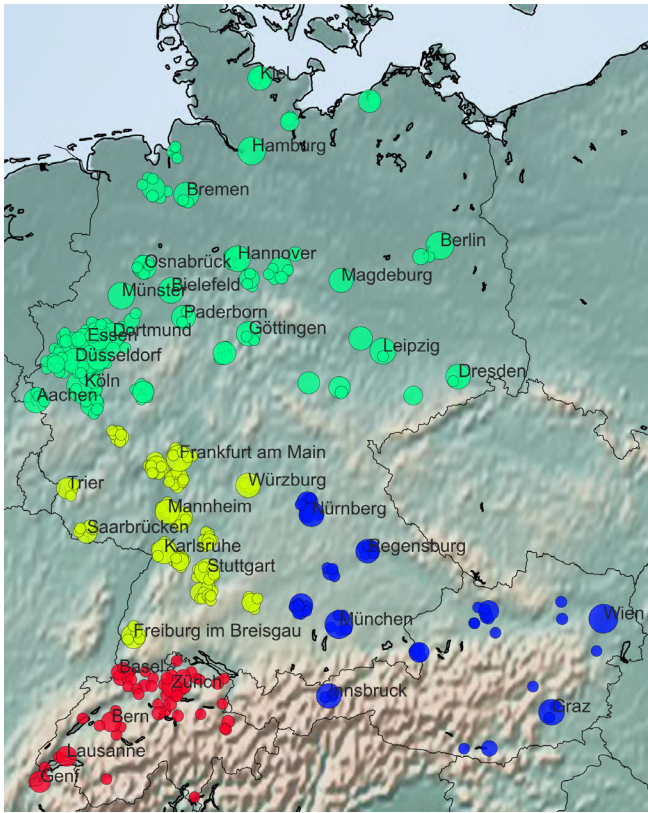 Kiel
Hamburg
Bremen
Berlin
Hannover
Osnabrück
Magdeburg
Bielefeld
Münster
Paderborn
Göttingen
Dortmund
Essen
Leipzig
Düsseldorf
Dresden
Köln
Aachen
Frankfurt am Main
Würzburg
Trier
Mannheim
Nürnberg
Saarbrücken
Karlsruhe
Regensburg
Stuttgart
Wien
München
Freiburg im Breisgau
Basel
Zürich
Innsbruck
Graz
Bern
Lausanne
Genf